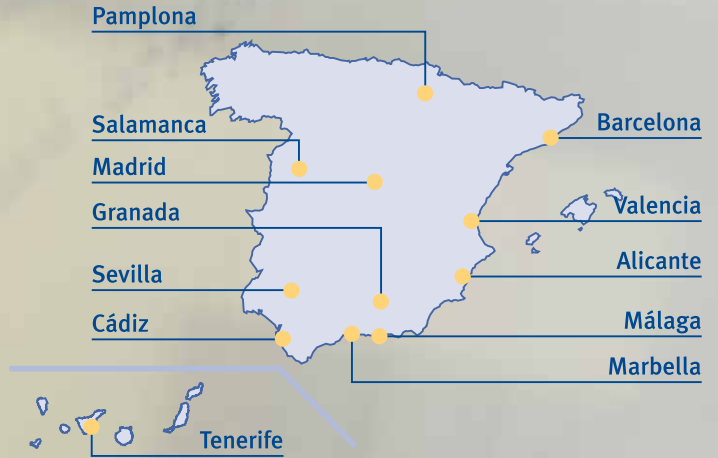 Pamplona
Salamanca
Madrid
Granada
Sevilla
Cádiz
Barcelona
Valencia
Alicante
Málaga
Marbella
Tenerife